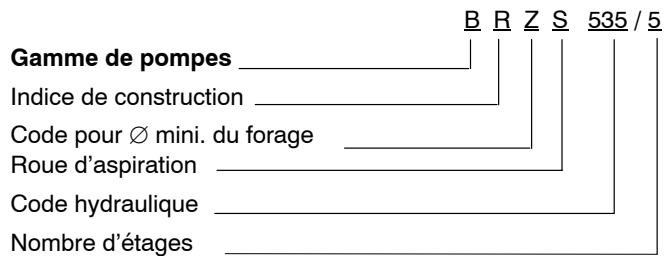 B R Z S 535 / 5
Gamme de pompes
Indice de construction
Code pour ∅ mini. du forage
Roue d'aspiration
Code hydraulique
Nombre d'étages